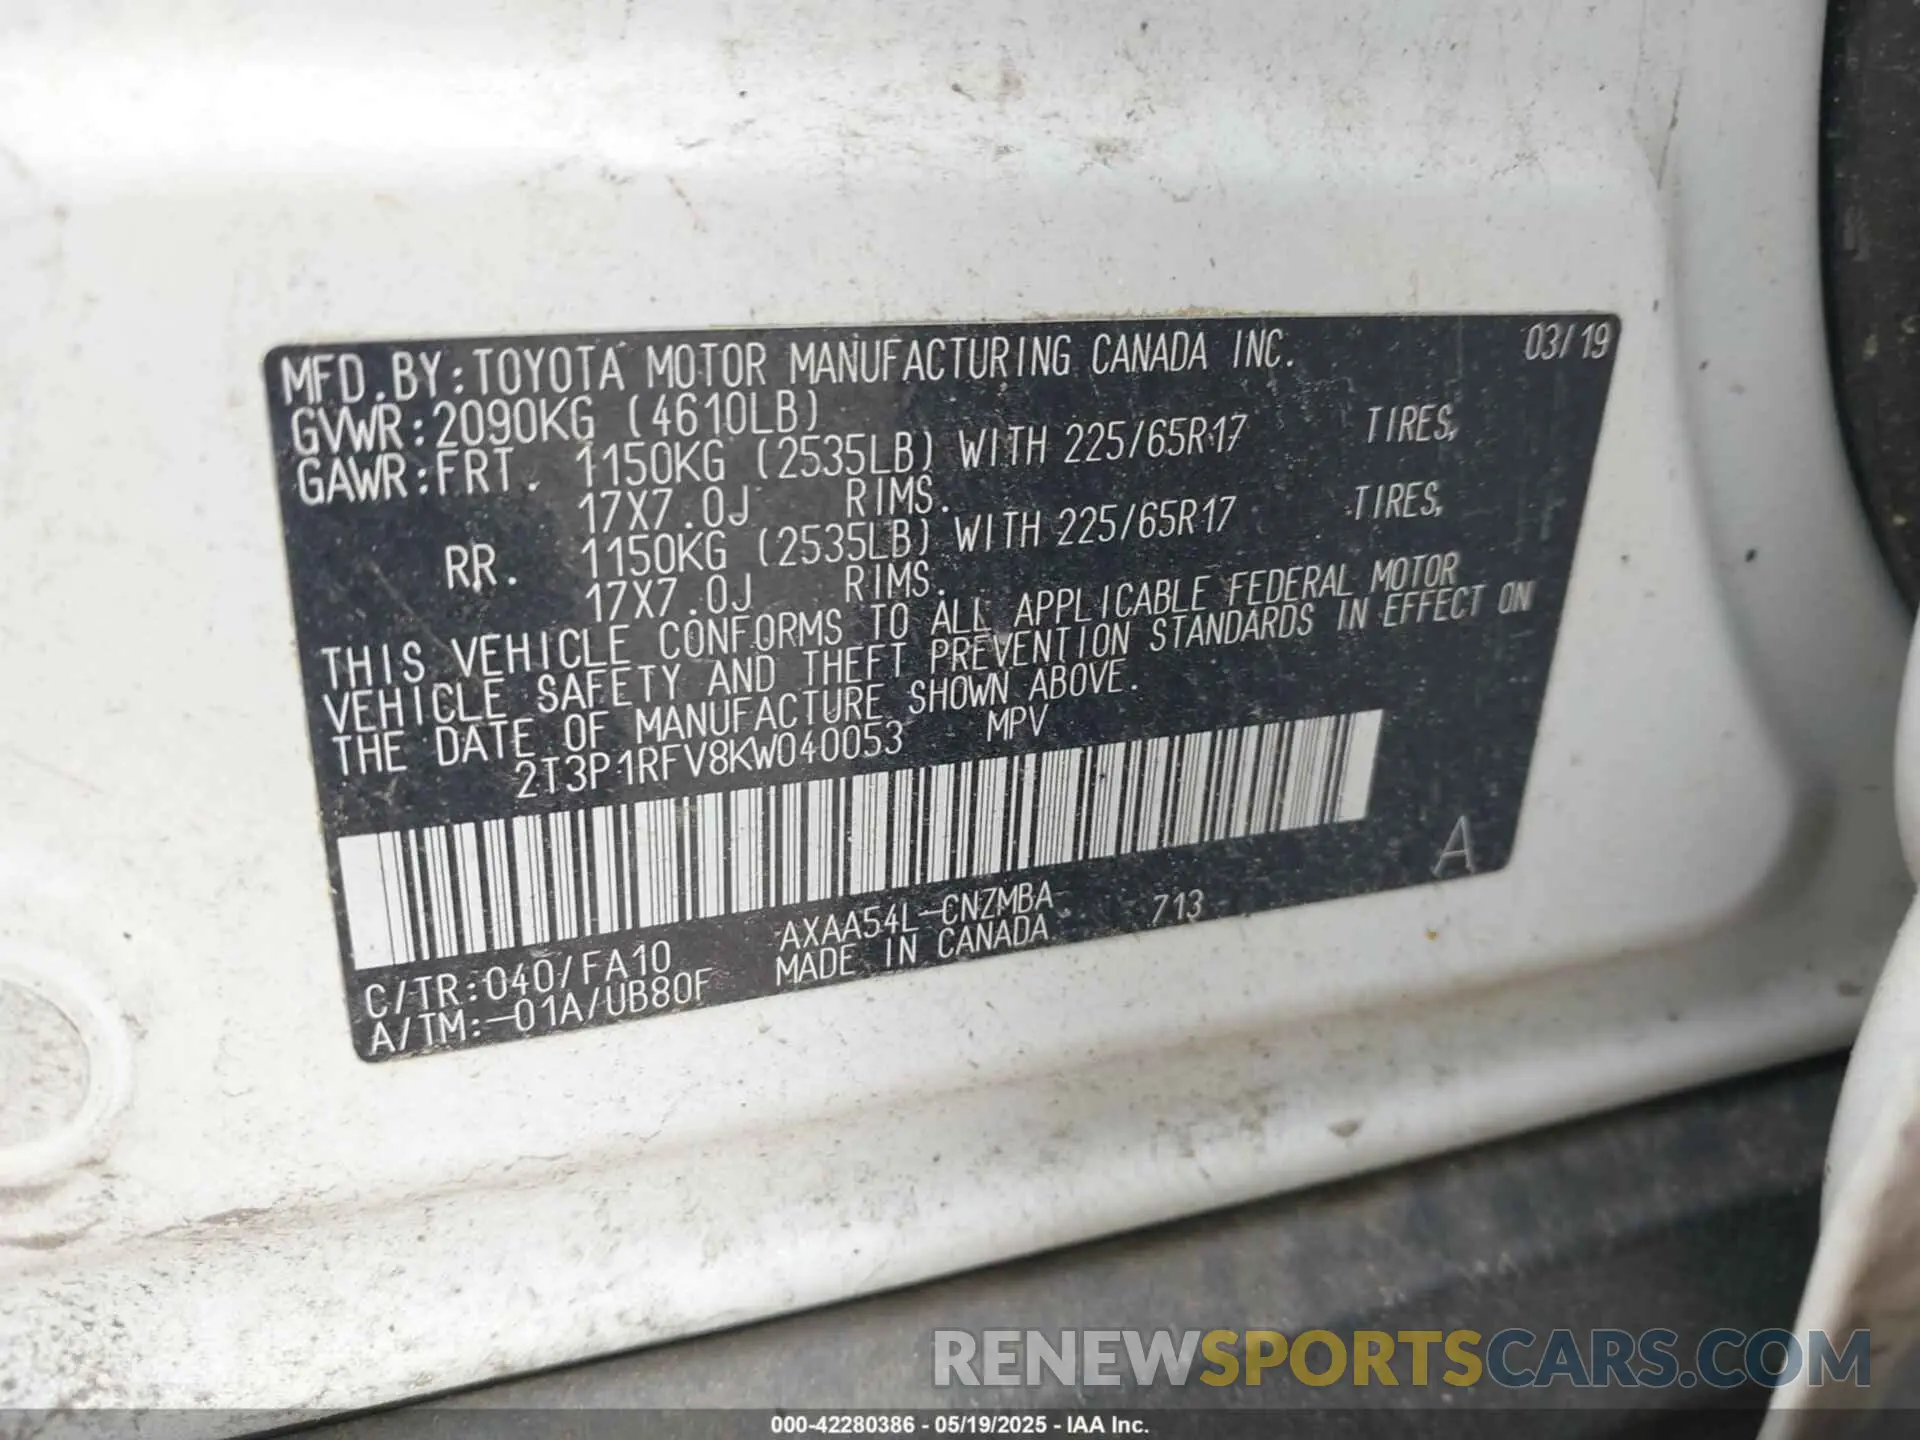 MFD.BY:TOYOTA MOTOR MANUFACTURING CANADA INC. 03/19
GVWR:2090KG (4610LB)
GAWR:FRT. 1150KG (2535LB) WITH 225/65R17 TIRES,
17X7.0J RIMS.
RR. 1150KG (2535LB) WITH 225/65R17 TIRES,
17X7.0J RIMS.
THIS VEHICLE CONFORMS TO ALL APPLICABLE FEDERAL MOTOR
VEHICLE SAFETY AND THEFT PREVENTION STANDARDS IN EFFECT ON
THE DATE OF MANUFACTURE SHOWN ABOVE.
2T3P1RFV8KW040053 MPV
A
C/TR:040/FA10 AXAA54L-CNZMBA 713
A/TM:-01A/UB80F MADE IN CANADA
RENEWSPORTSCARS.COM
000-42280386 - 05/19/2025 - IAA Inc.